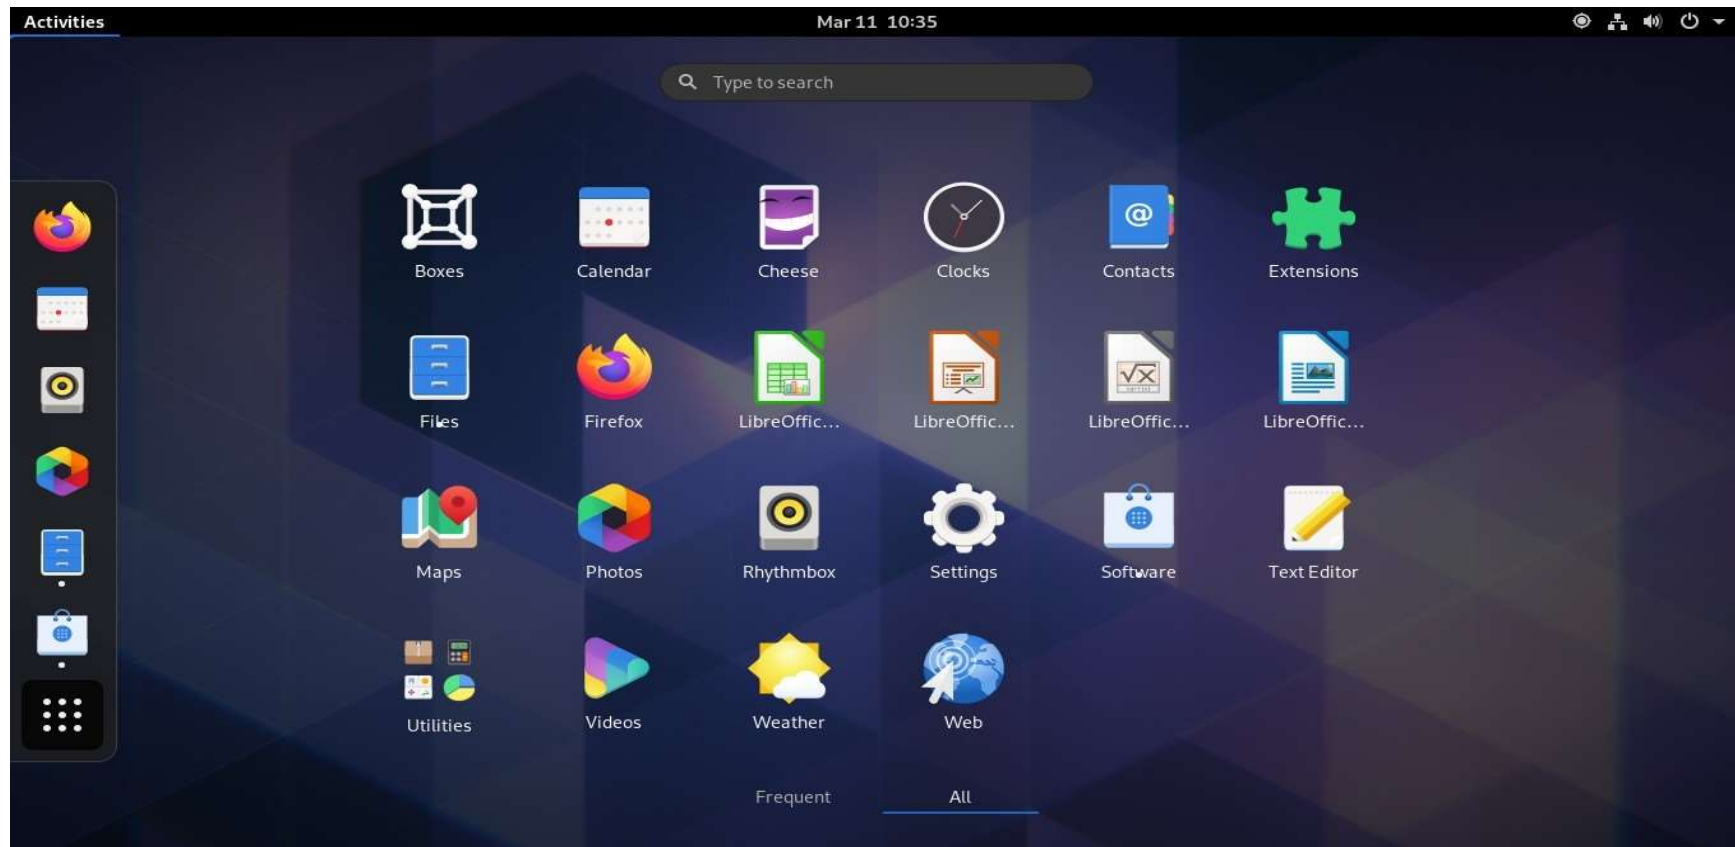 Activities
Mar 11 10:35
Type to search
Boxes Calendar Cheese Clocks Contacts Extensions
Files Firefox LibreOffic... LibreOffic... LibreOffic... LibreOffic...
Maps Photos Rhythmbox Settings Software Text Editor
Utilities Videos Weather Web
Frequent All